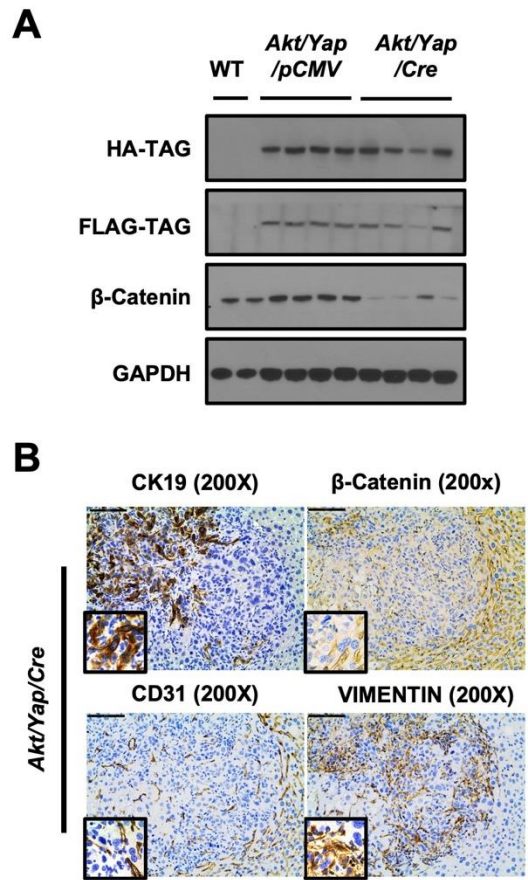 A
WT
Akt/Yap
/pCMV
Akt/Yap
/Cre
HA-TAG
FLAG-TAG
β-Catenin
GAPDH
B
CK19 (200X)
β-Catenin (200x)
Akt/Yap/Cre
CD31 (200X)
VIMENTIN (200X)